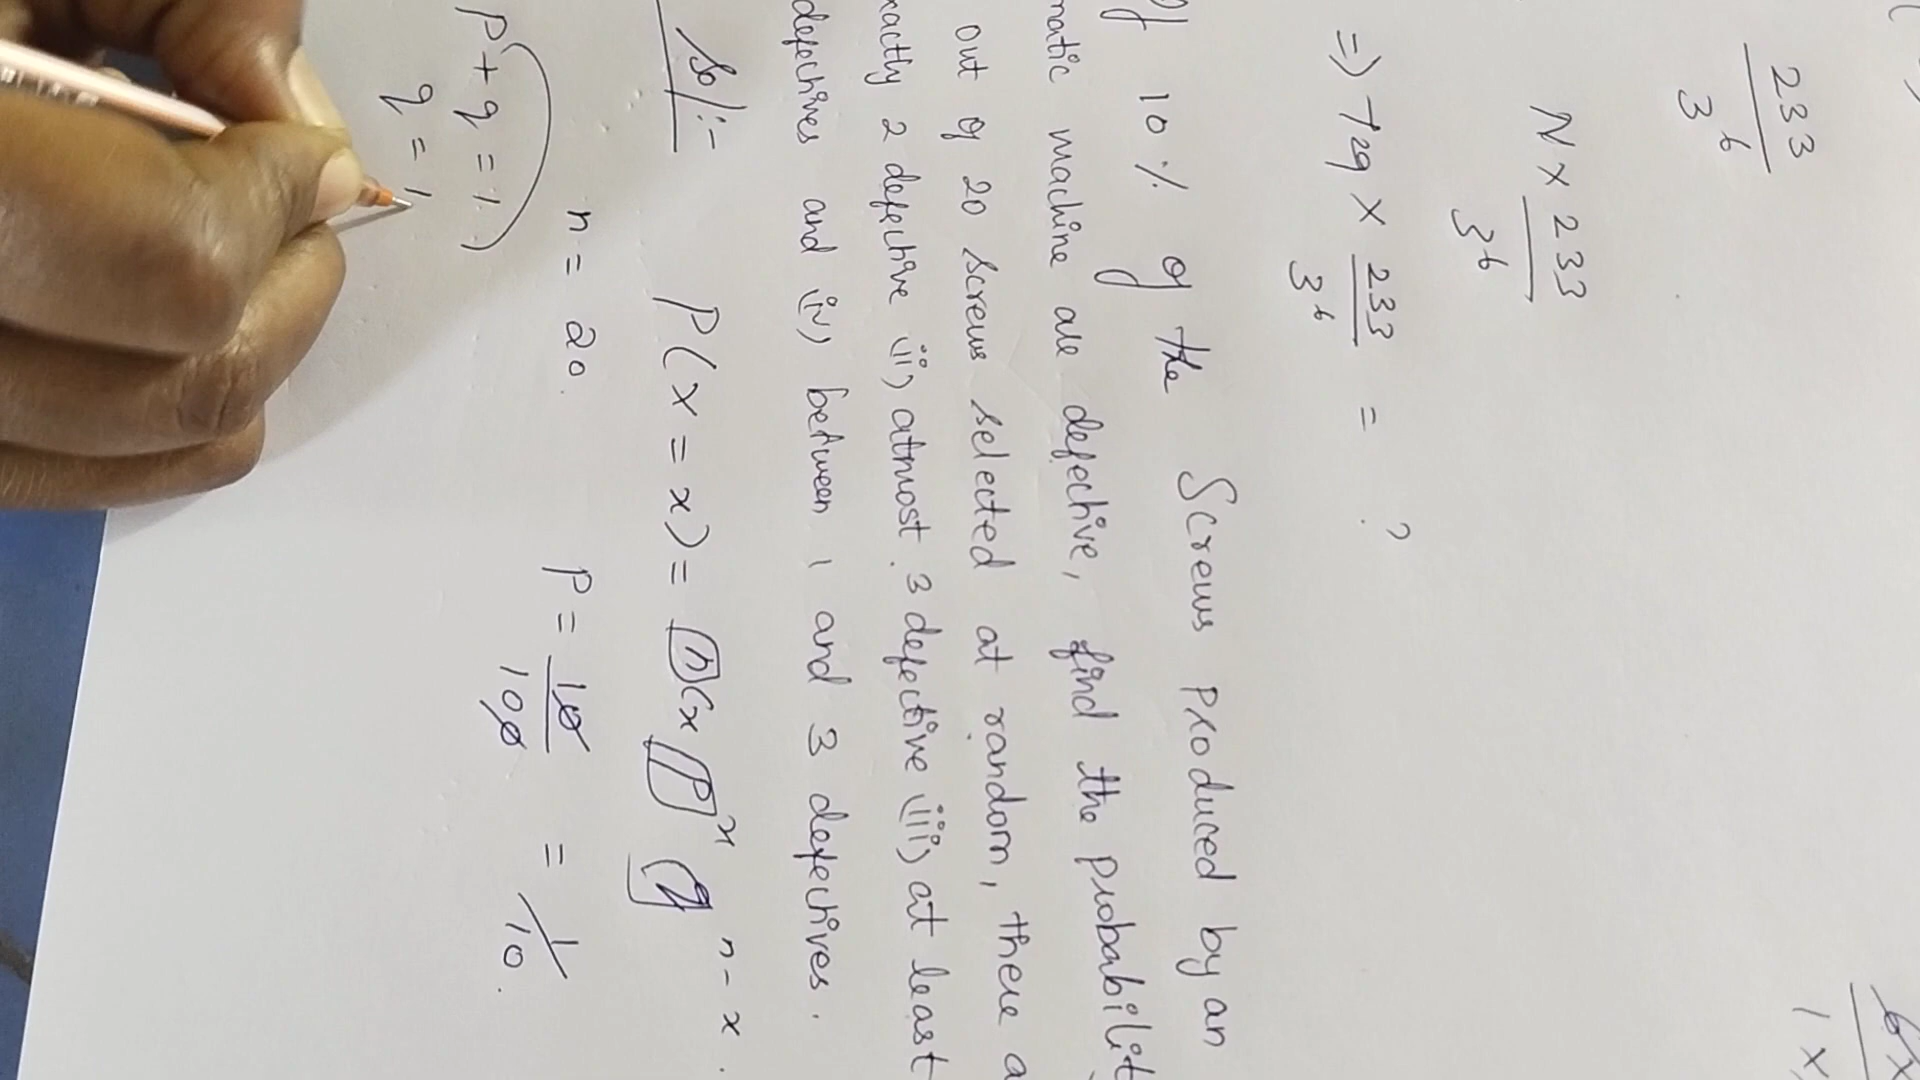 233
3^6
N × 233
3^6
⇒ 729 × 233 = ?
3^6
If 10% of the Screws produced by an
matic machine are defective, find the probabilit
out of 20 screws selected at random, there a
xactly 2 defective ii) atmost 3 defective iii) at least
defectives and iv) between 1 and 3 defectives.
Sol:- P(X = x) = nCx p^x q^n-x.
n = 20. P = 10 = 1
100 10.
P + q = 1.
q = 1